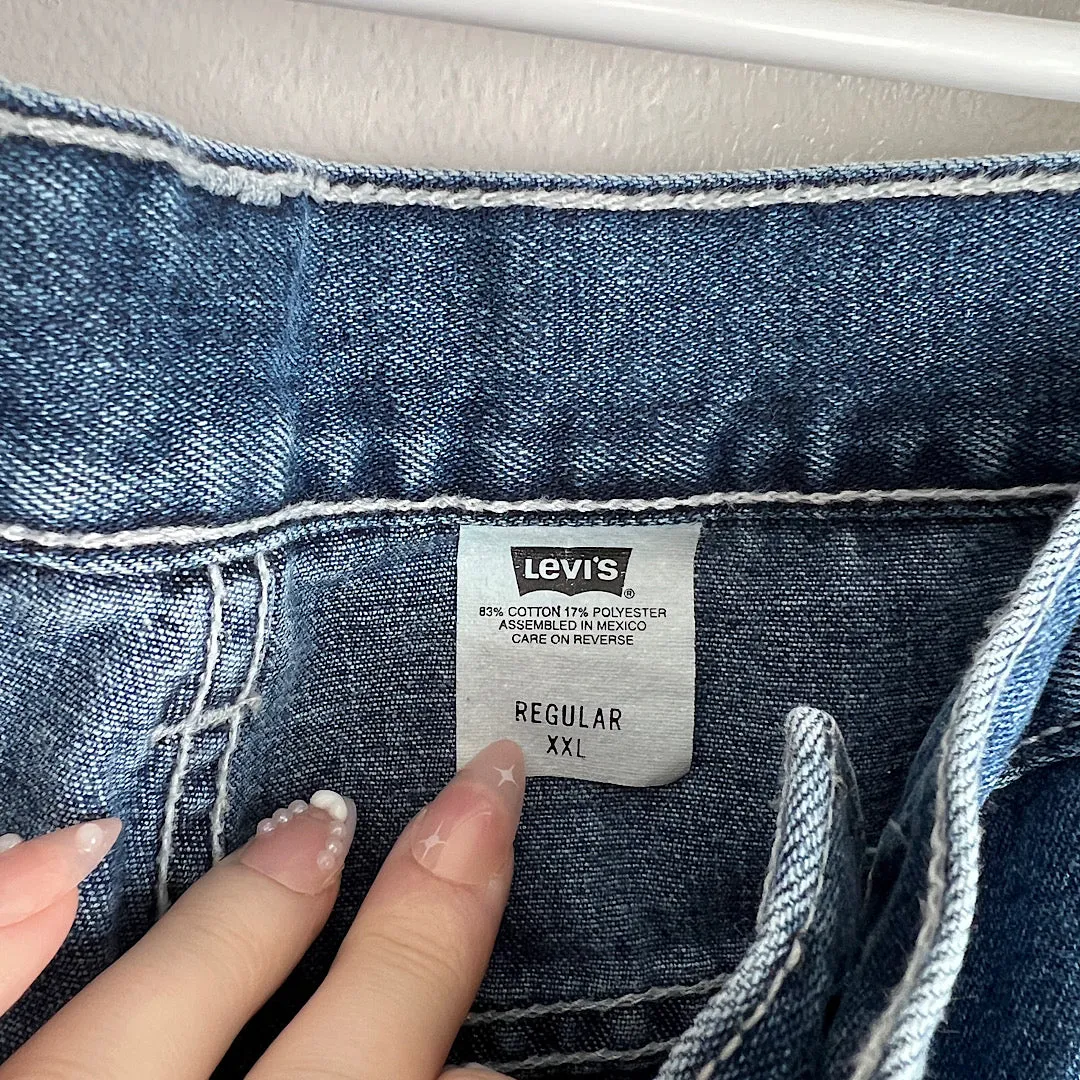 LEVI'S ®
83% COTTON 17% POLYESTER
ASSEMBLED IN MEXICO
CARE ON REVERSE
REGULAR
XXL